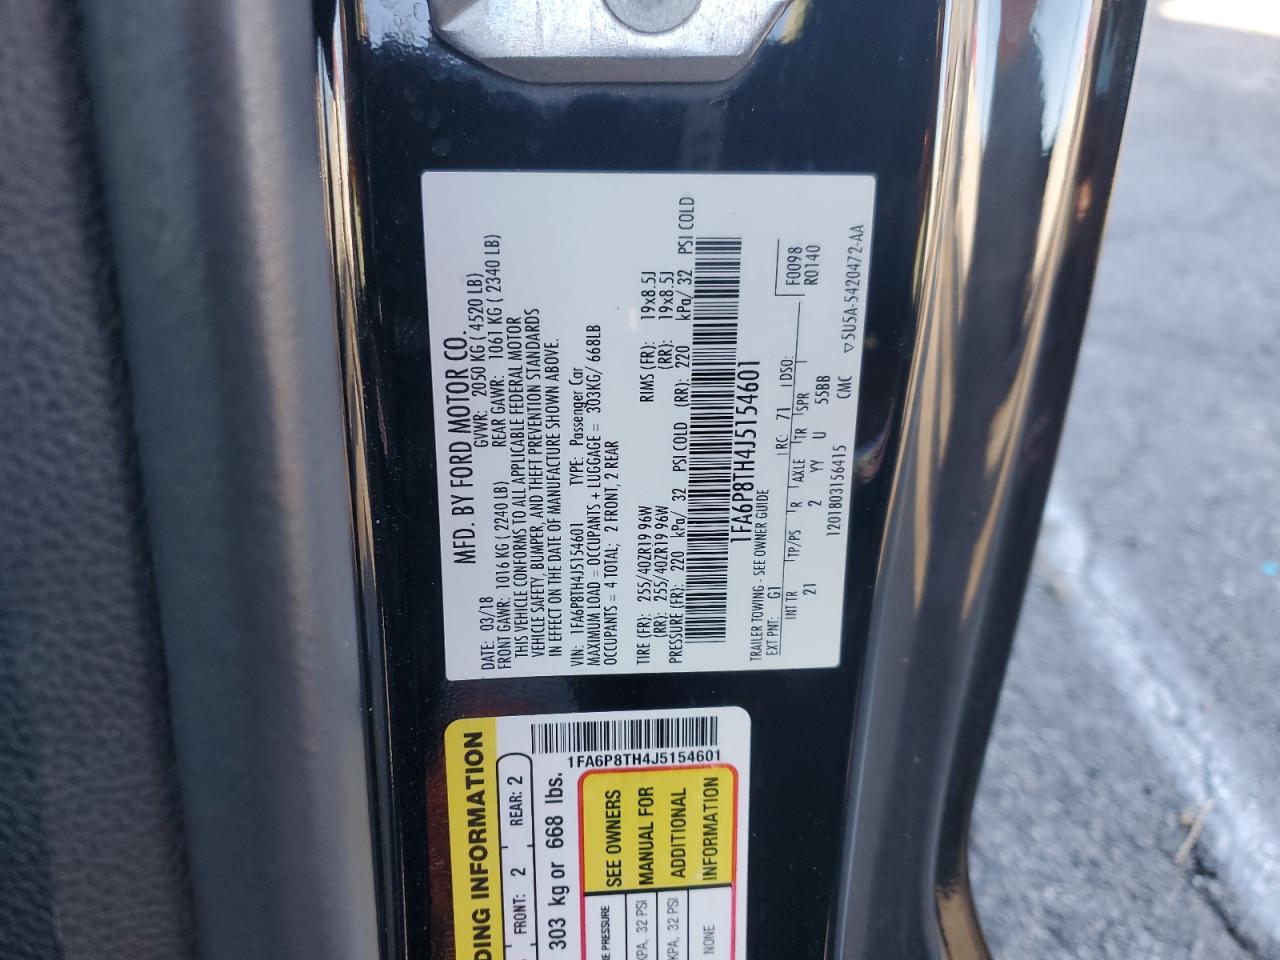 MFD. BY FORD MOTOR CO.
DATE: 03/18 GVWR: 2050 KG ( 4520 LB)
FRONT GAWR: 1016 KG ( 2240 LB) REAR GAWR: 1061 KG ( 2340 LB)
THIS VEHICLE CONFORMS TO ALL APPLICABLE FEDERAL MOTOR
VEHICLE SAFETY, BUMPER, AND THEFT PREVENTION STANDARDS
IN EFFECT ON THE DATE OF MANUFACTURE SHOWN ABOVE.
VIN: 1FA6P8TH4J5154601 TYPE: Passenger Car
MAXIMUM LOAD = OCCUPANTS + LUGGAGE = 303KG/ 668LB
OCCUPANTS = 4 TOTAL; 2 FRONT, 2 REAR
TIRE (FR): 255/40ZR19 96W RIMS (FR): 19x8.5J
(RR): 255/40ZR19 96W (RR): 19x8.5J
PRESSURE (FR): 220 kPa/ 32 PSI COLD (RR): 220 kPa/ 32 PSI COLD
1FA6P8TH4J5154601
TRAILER TOWING - SEE OWNER GUIDE
EXT PNT: G1 RC: 71 DSO: F0098
INT TR TP/PS R AXLE TR SPR R0140
21 2 YY U 55BB
1201803156415 CMC ▽5U5A-5420472-AA
DING INFORMATION
FRONT: 2 REAR: 2
303 kg or 668 lbs.
1FA6P8TH4J5154601
E PRESSURE SEE OWNERS
KPA, 32 PSI MANUAL FOR
KPA, 32 PSI ADDITIONAL
NONE INFORMATION